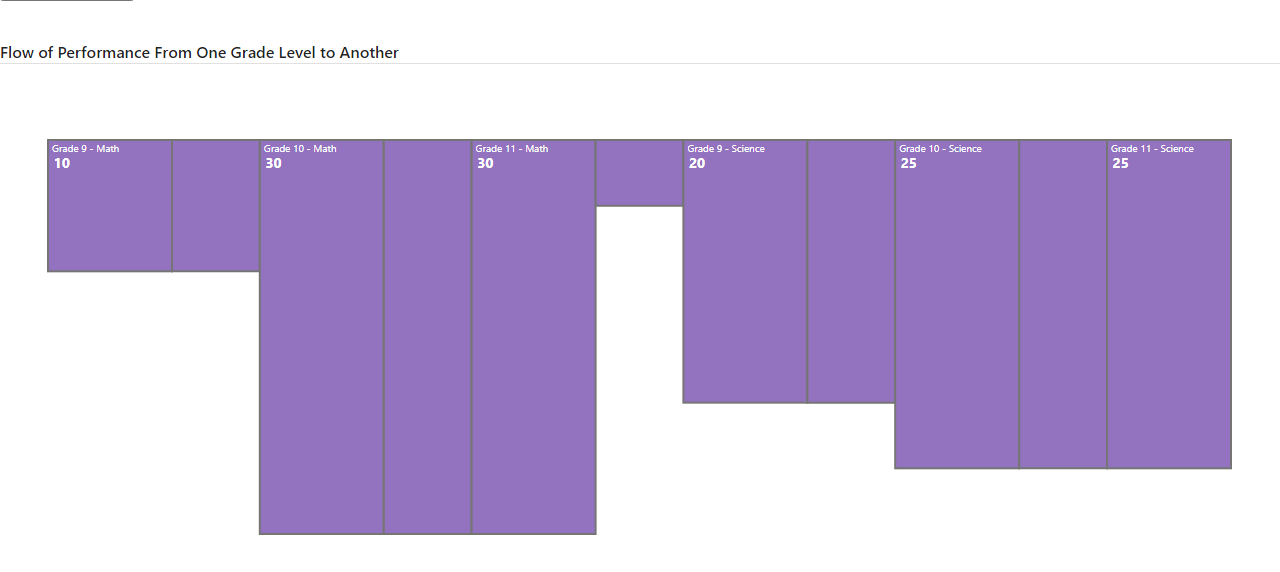 Flow of Performance From One Grade Level to Another
Grade 9 - Math
10
Grade 10 - Math
30
Grade 11 - Math
30
Grade 9 - Science
20
Grade 10 - Science
25
Grade 11 - Science
25